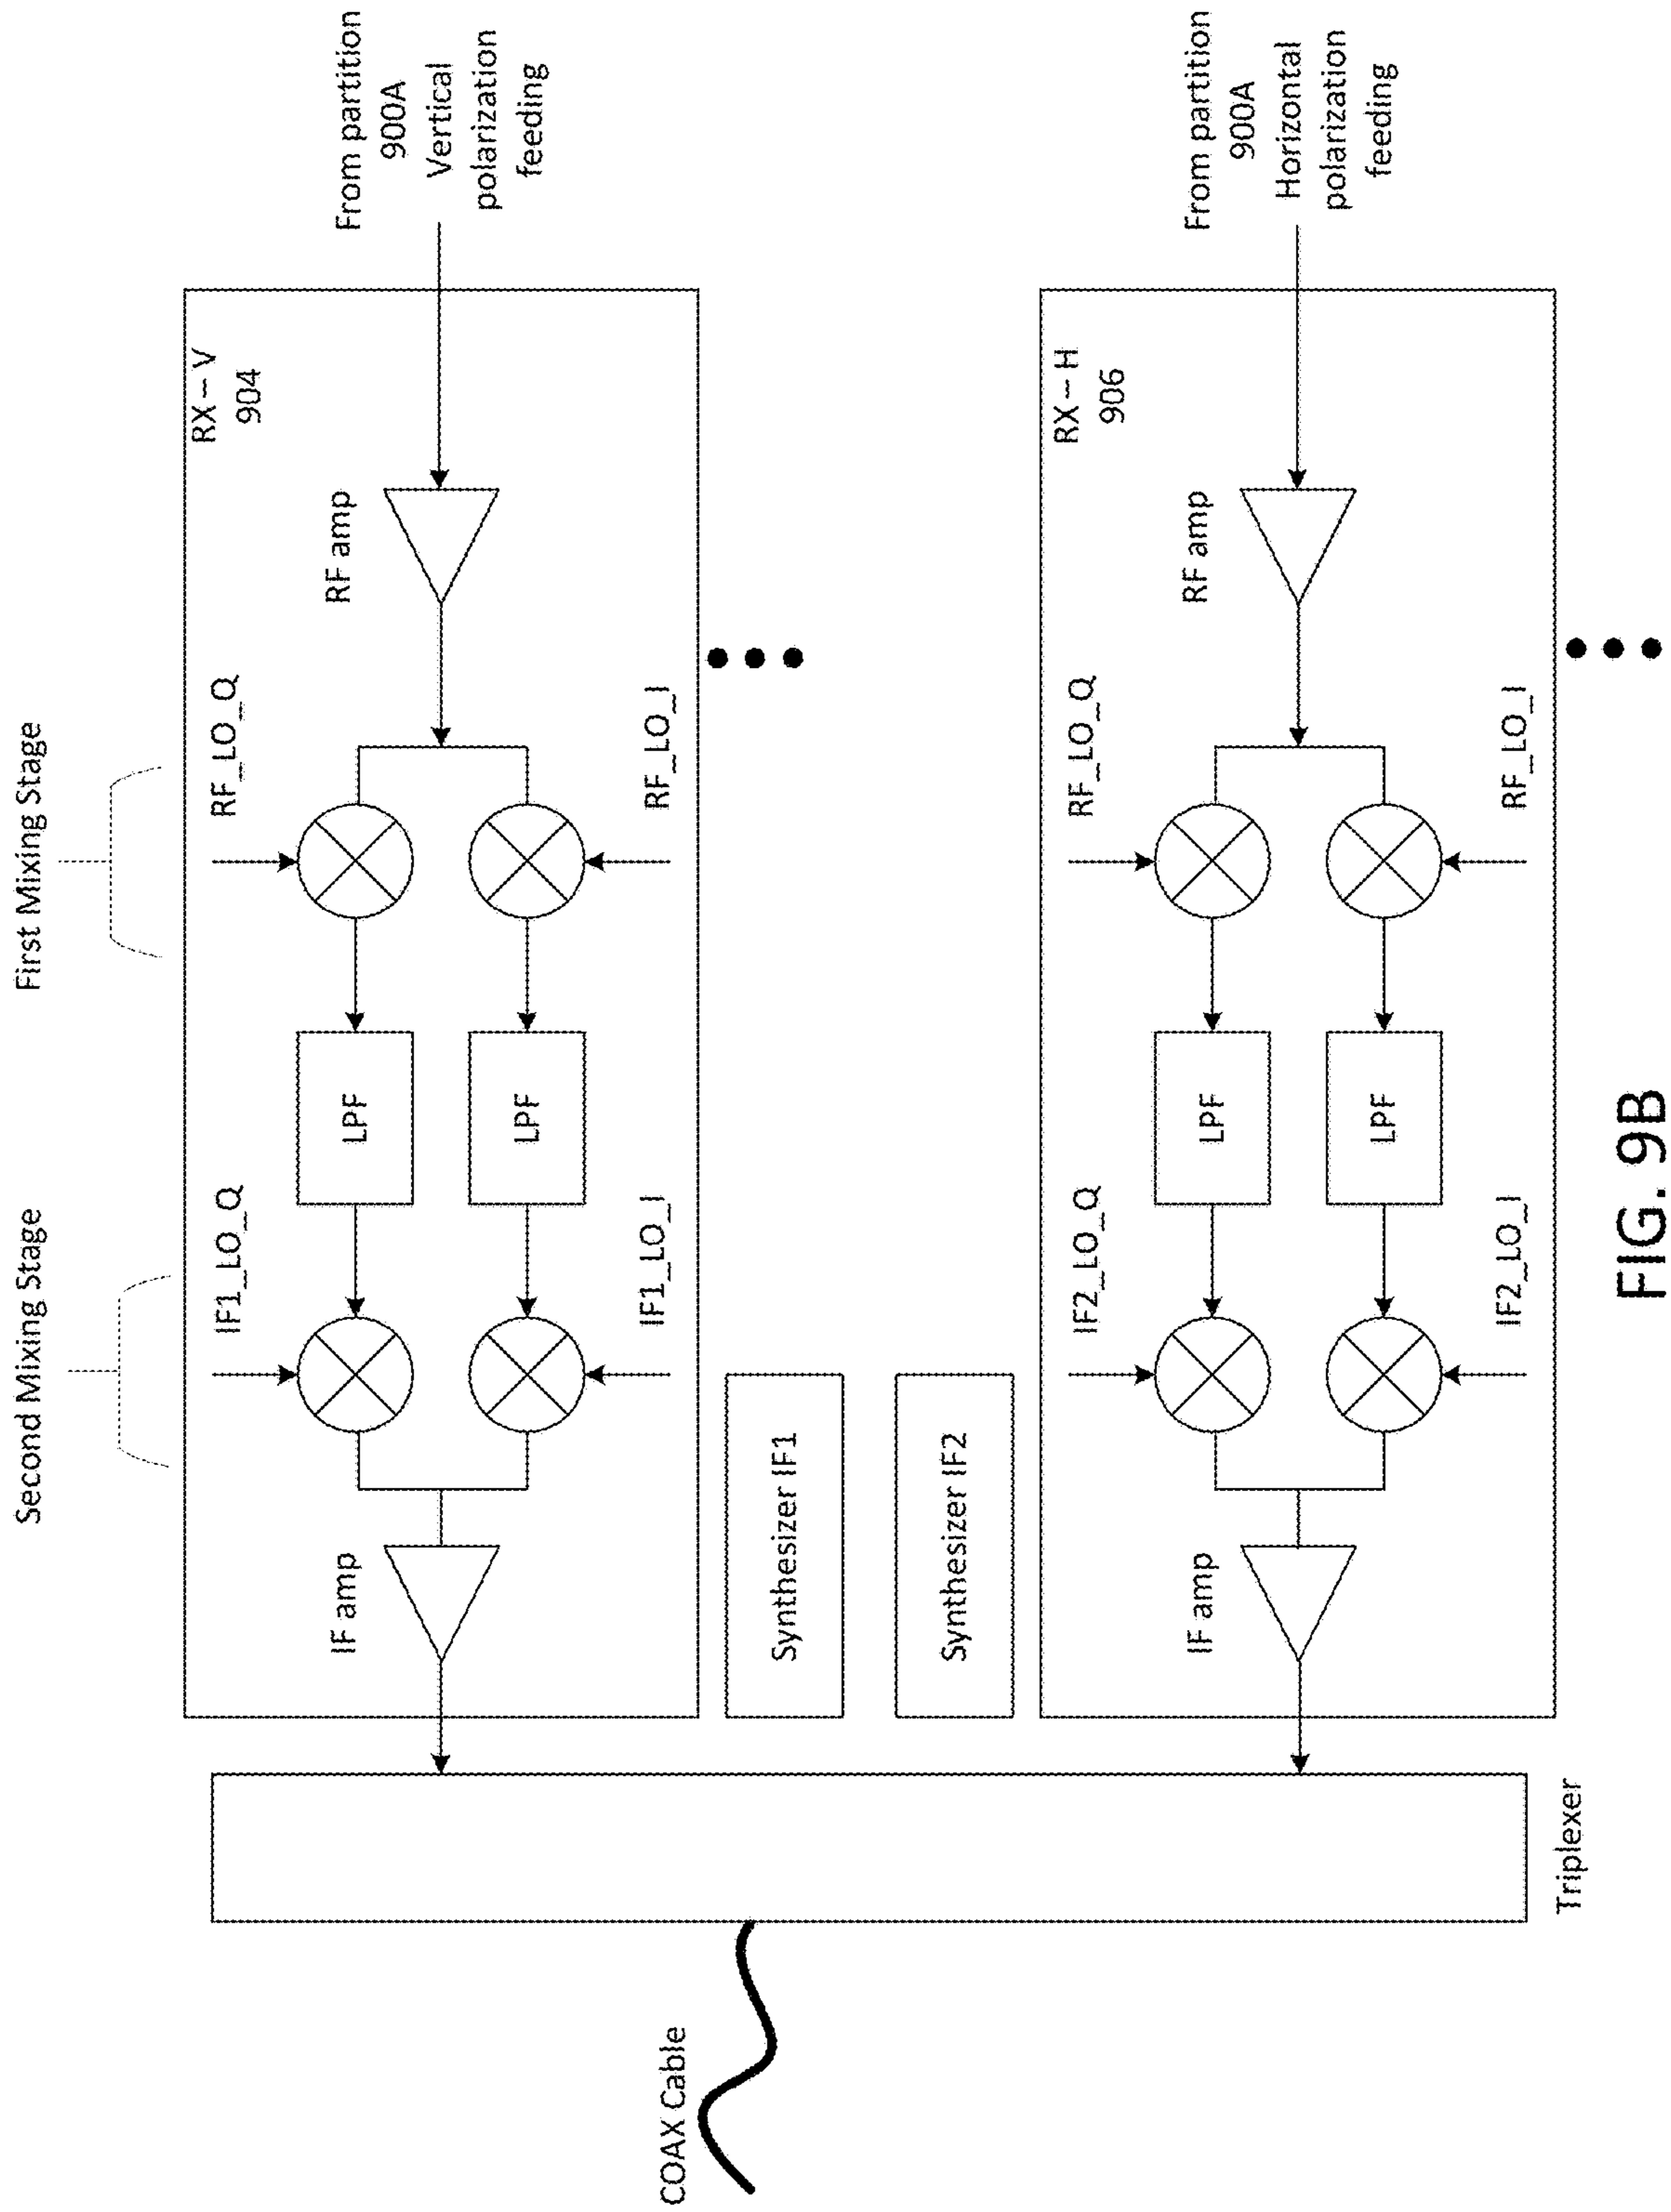 Second Mixing Stage
First Mixing Stage
RX – V
904
IF1_LO_Q
RF_LO_Q
IF amp
LPF
RF amp
From partition
900A
Vertical
polarization
feeding
LPF
IF1_LO_I
RF_LO_I
COAX Cable
Synthesizer IF1
Synthesizer IF2
RX – H
906
IF2_LO_Q
RF_LO_Q
IF amp
LPF
RF amp
From partition
900A
Horizontal
polarization
feeding
LPF
IF2_LO_I
RF_LO_I
Triplexer
FIG. 9B